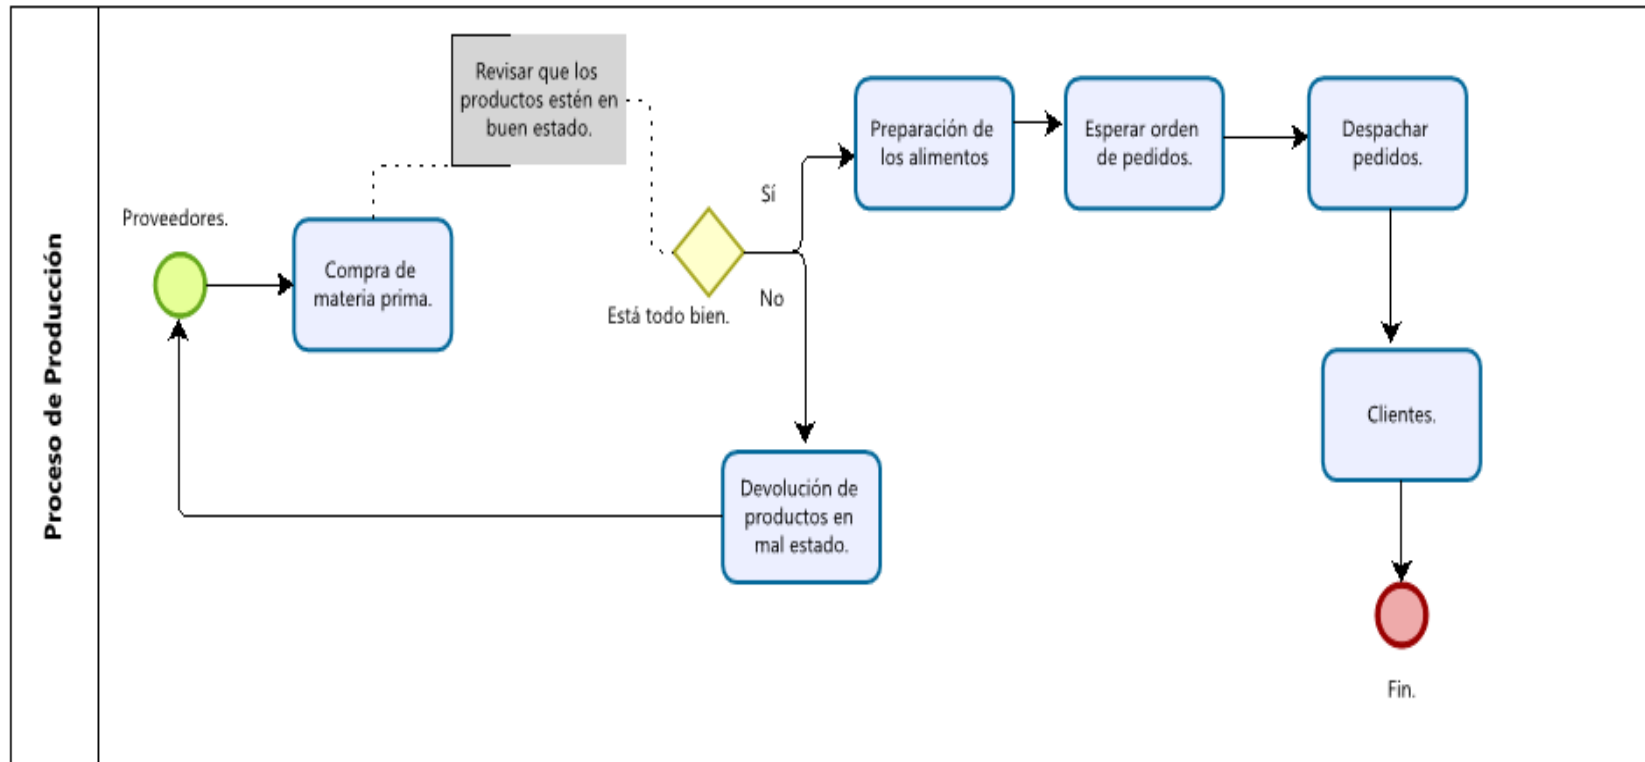 Proceso de Producción
Proveedores.
Compra de
materia prima.
Revisar que los
productos estén en
buen estado.
Está todo bien.
Sí
No
Preparación de
los alimentos
Esperar orden
de pedidos.
Despachar
pedidos.
Clientes.
Devolución de
productos en
mal estado.
Fin.